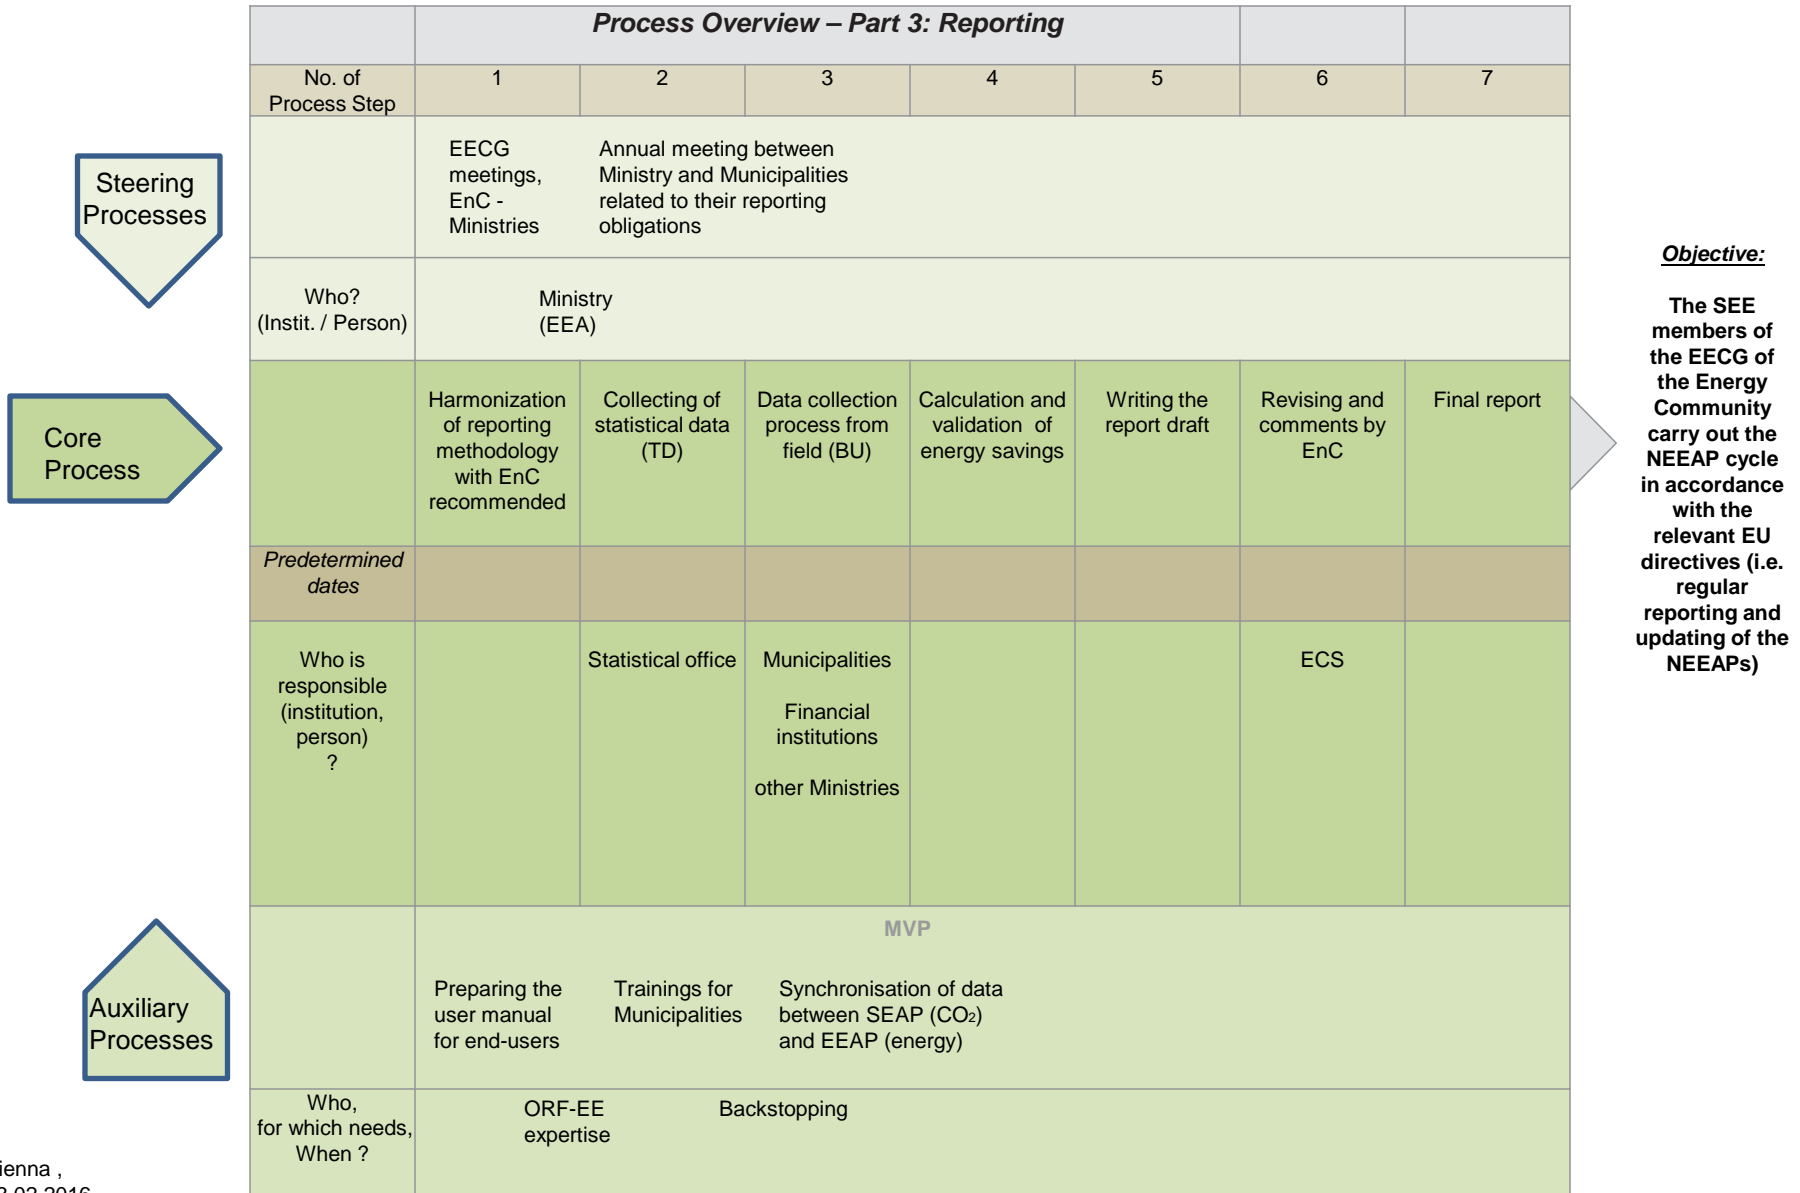 Process Overview – Part 3: Reporting
No. of
Process Step
1
2
3
4
5
6
7
Steering
Processes
EECG
meetings,
EnC -
Ministries
Annual meeting between
Ministry and Municipalities
related to their reporting
obligations
Who?
(Instit. / Person)
Ministry
(EEA)
Core
Process
Harmonization
of reporting
methodology
with EnC
recommended
Collecting of
statistical data
(TD)
Data collection
process from
field (BU)
Calculation and
validation of
energy savings
Writing the
report draft
Revising and
comments by
EnC
Final report
Predetermined
dates
Who is
responsible
(institution,
person)
?
Statistical office
Municipalities
Financial
institutions
other Ministries
ECS
Auxiliary
Processes
MVP
Preparing the
user manual
for end-users
Trainings for
Municipalities
Synchronisation of data
between SEAP (CO2)
and EEAP (energy)
Who,
for which needs,
When ?
ORF-EE
expertise
Backstopping
Objective:
The SEE
members of
the EECG of
the Energy
Community
carry out the
NEEAP cycle
in accordance
with the
relevant EU
directives (i.e.
regular
reporting and
updating of the
NEEAPs)
ienna ,
02.2016